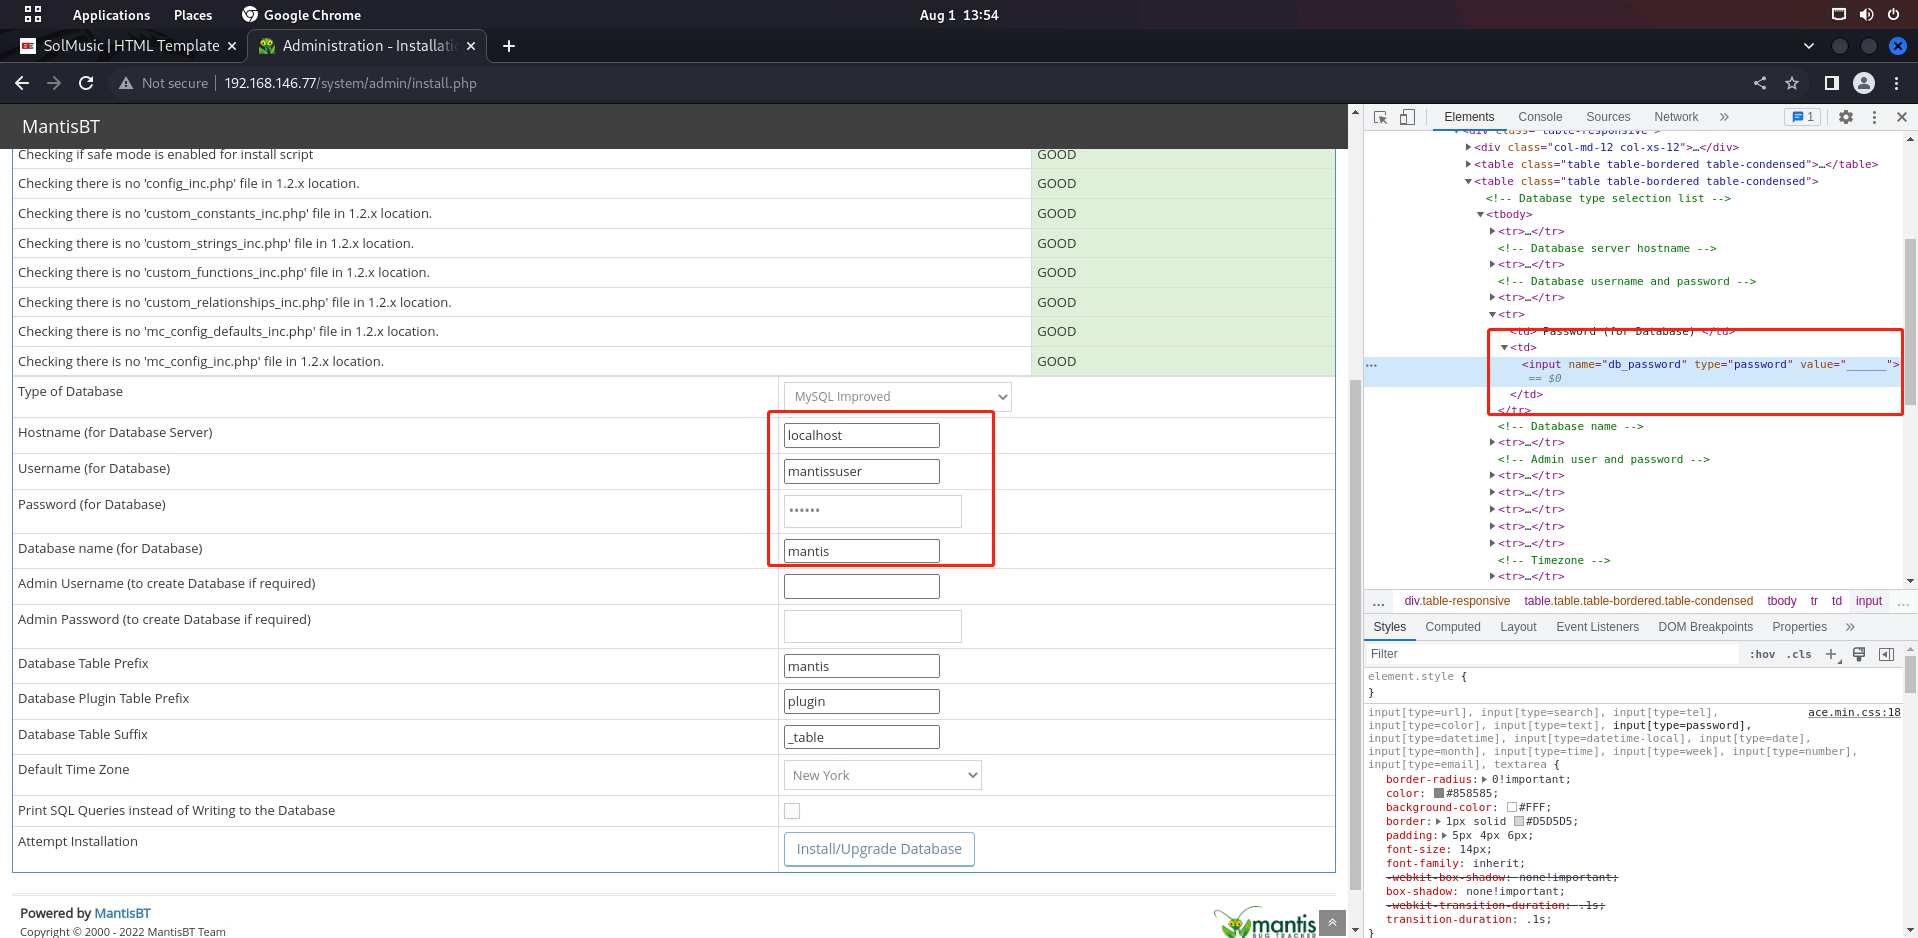 Applications Places Google Chrome Aug 1 13:54
SolMusic | HTML Template Administration - Installatio
Not secure 192.168.146.77/system/admin/install.php
MantisBT
Checking if safe mode is enabled for install script GOOD
Checking there is no 'config_inc.php' file in 1.2.x location. GOOD
Checking there is no 'custom_constants_inc.php' file in 1.2.x location. GOOD
Checking there is no 'custom_strings_inc.php' file in 1.2.x location. GOOD
Checking there is no 'custom_functions_inc.php' file in 1.2.x location. GOOD
Checking there is no 'custom_relationships_inc.php' file in 1.2.x location. GOOD
Checking there is no 'mc_config_defaults_inc.php' file in 1.2.x location. GOOD
Checking there is no 'mc_config_inc.php' file in 1.2.x location. GOOD
Type of Database MySQL Improved
Hostname (for Database Server) localhost
Username (for Database) mantissuser
Password (for Database) ••••••
Database name (for Database) mantis
Admin Username (to create Database if required)
Admin Password (to create Database if required)
Database Table Prefix mantis
Database Plugin Table Prefix plugin
Database Table Suffix _table
Default Time Zone New York
Print SQL Queries instead of Writing to the Database
Attempt Installation Install/Upgrade Database
Powered by MantisBT
Copyright © 2000 - 2022 MantisBT Team
mantis
BUG TRACKER
Elements Console Sources Network » 1
<div class="table-responsive">
<div class="col-md-12 col-xs-12">…</div>
<table class="table table-bordered table-condensed">…</table>
<table class="table table-bordered table-condensed">
<!-- Database type selection list -->
<tbody>
<tr>…</tr>
<!-- Database server hostname -->
<tr>…</tr>
<!-- Database username and password -->
<tr>…</tr>
<tr>
<td> Password (for Database) </td>
<td>
<input name="db_password" type="password" value="______">
== $0
</td>
</tr>
<!-- Database name -->
<tr>…</tr>
<!-- Admin user and password -->
<tr>…</tr>
<tr>…</tr>
<tr>…</tr>
<tr>…</tr>
<tr>…</tr>
<!-- Timezone -->
<tr>…</tr>
… div.table-responsive table.table.table-bordered.table-condensed tbody tr td input …
Styles Computed Layout Event Listeners DOM Breakpoints Properties »
Filter :hov .cls +
element.style {
}
input[type=url], input[type=search], input[type=tel], ace.min.css:18
input[type=color], input[type=text], input[type=password],
input[type=datetime], input[type=datetime-local], input[type=date],
input[type=month], input[type=time], input[type=week], input[type=number],
input[type=email], textarea {
border-radius: 0!important;
color: #858585;
background-color: #FFF;
border: 1px solid #D5D5D5;
padding: 5px 4px 6px;
font-size: 14px;
font-family: inherit;
-webkit-box-shadow: none!important;
box-shadow: none!important;
-webkit-transition-duration: .1s;
transition-duration: .1s;
}